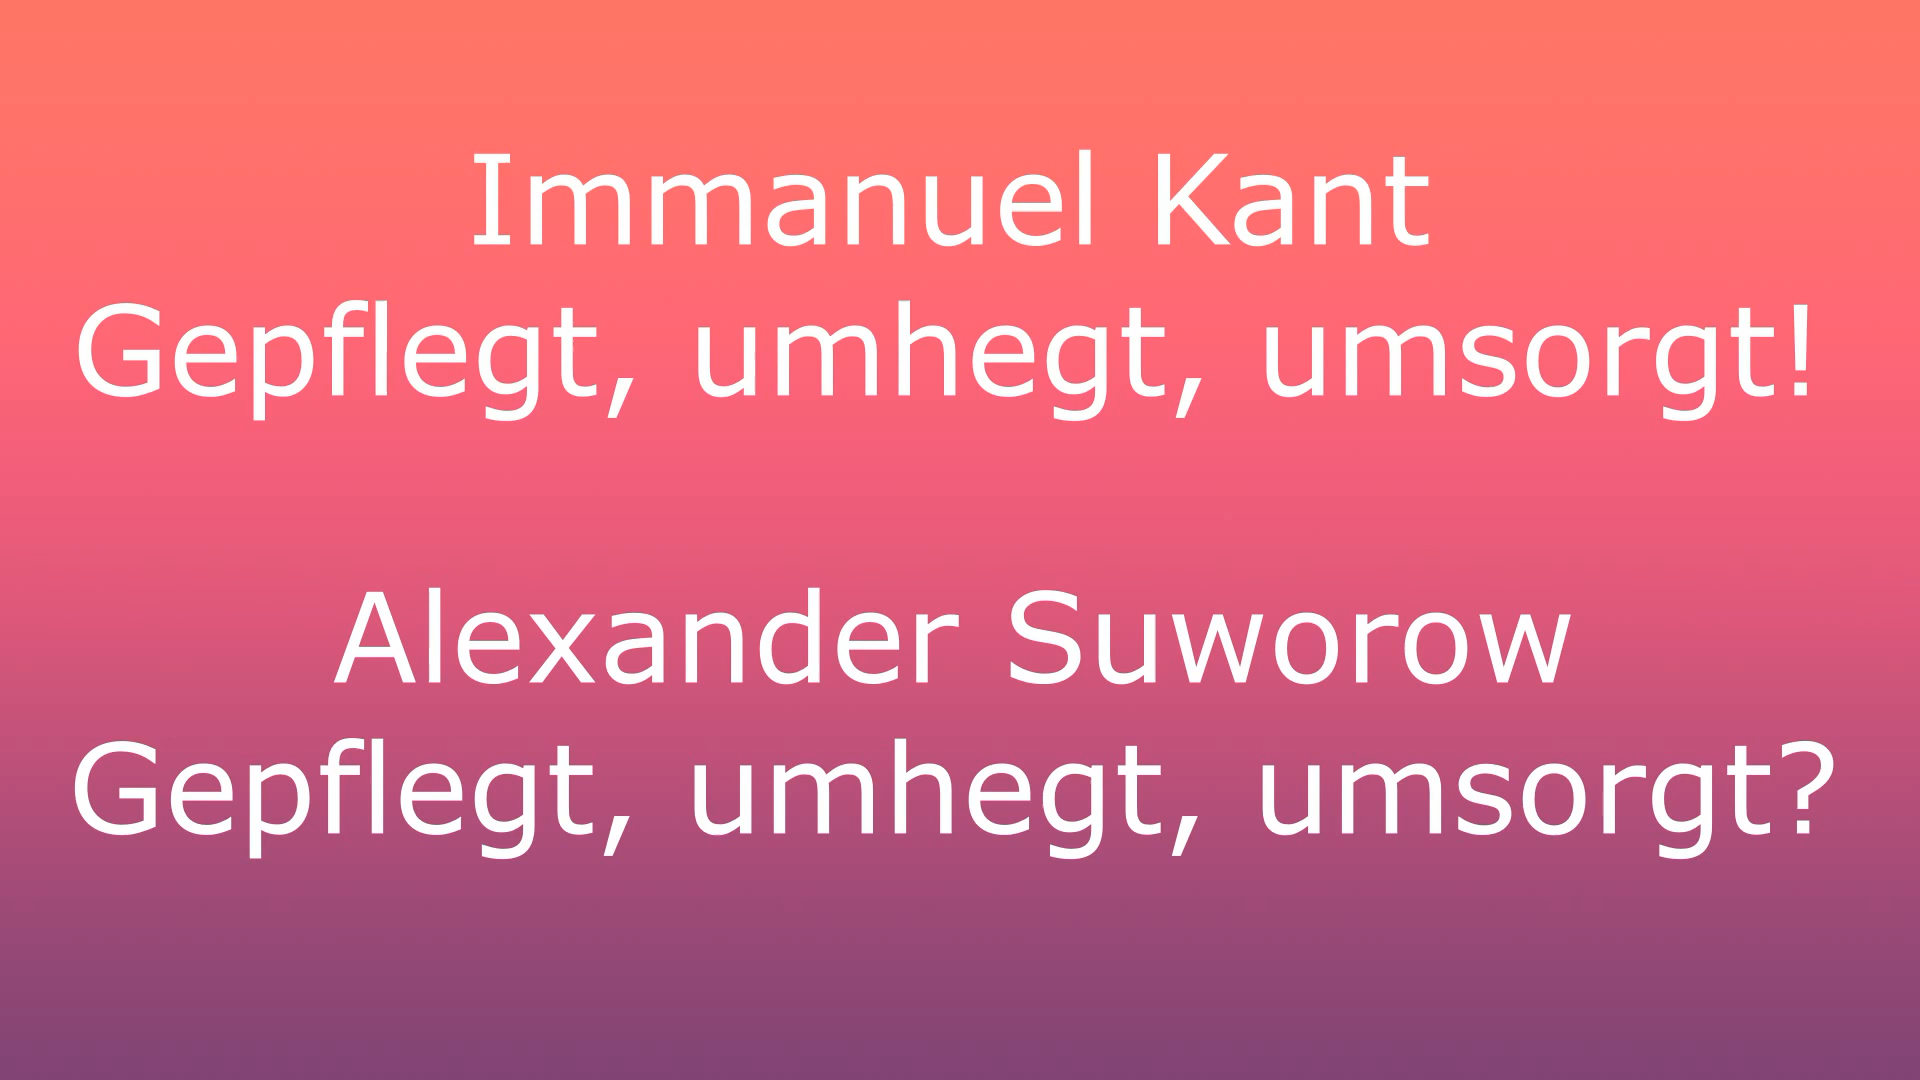 Immanuel Kant
Gepflegt, umhegt, umsorgt!
Alexander Suworow
Gepflegt, umhegt, umsorgt?